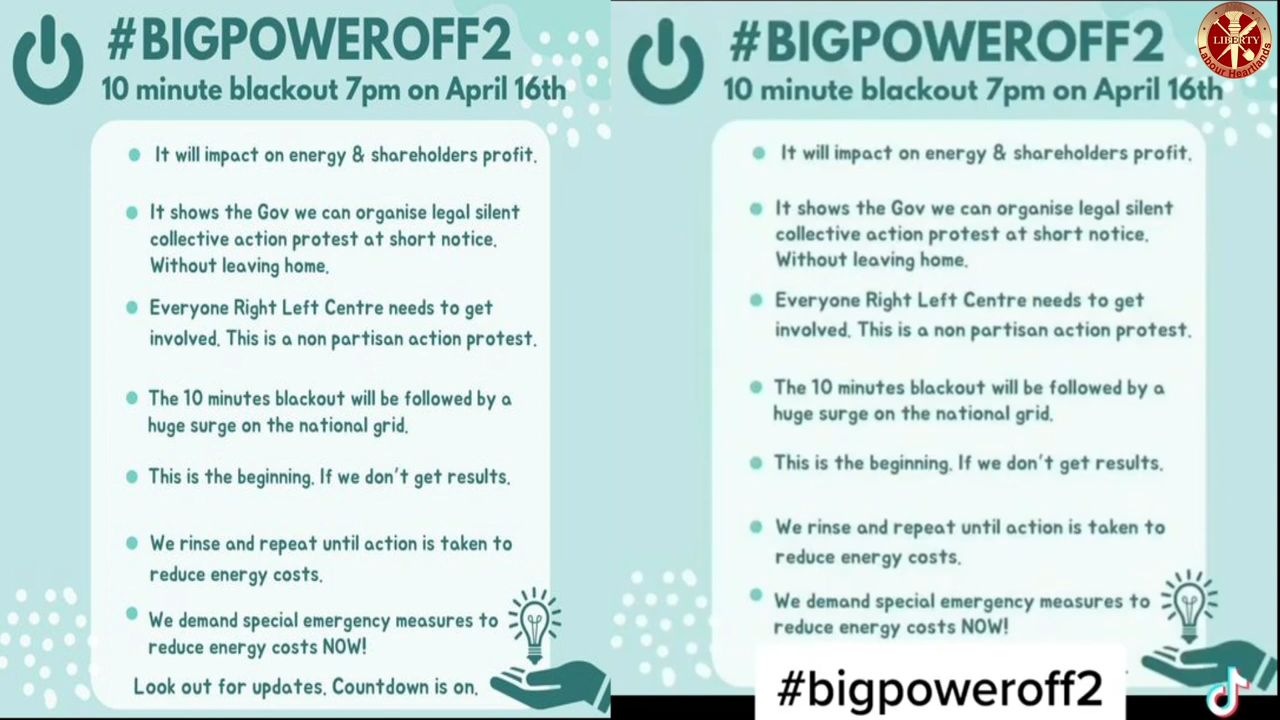 #BIGPOWEROFF2
10 minute blackout 7pm on April 16th
It will impact on energy & shareholders profit.
It shows the Gov we can organise legal silent
collective action protest at short notice.
Without leaving home.
Everyone Right Left Centre needs to get
involved. This is a non partisan action protest.
The 10 minutes blackout will be followed by a
huge surge on the national grid.
This is the beginning. If we don't get results.
We rinse and repeat until action is taken to
reduce energy costs.
We demand special emergency measures to
reduce energy costs NOW!
Look out for updates. Countdown is on.
#BIGPOWEROFF2
10 minute blackout 7pm on April 16th
It will impact on energy & shareholders profit.
It shows the Gov we can organise legal silent
collective action protest at short notice.
Without leaving home.
Everyone Right Left Centre needs to get
involved. This is a non partisan action protest.
The 10 minutes blackout will be followed by a
huge surge on the national grid.
This is the beginning. If we don't get results.
We rinse and repeat until action is taken to
reduce energy costs.
We demand special emergency measures to
reduce energy costs NOW!
#bigpoweroff2
LIBERTY
Labour Heartlands